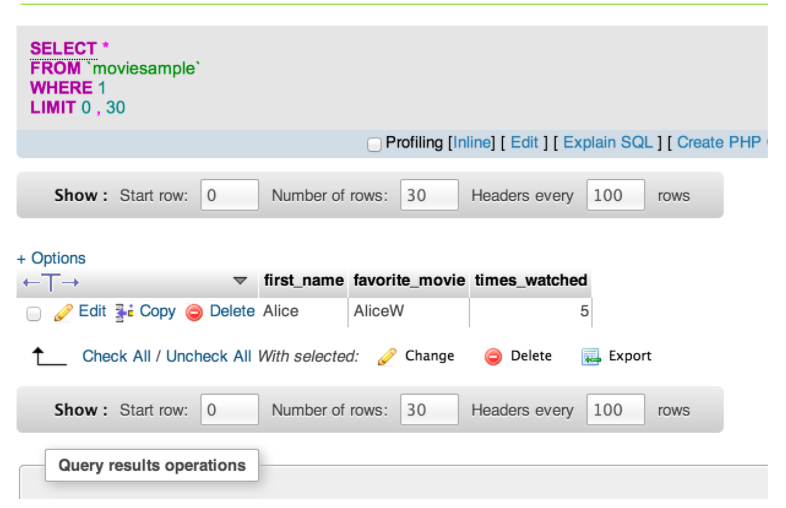 SELECT *
FROM `moviesample`
WHERE 1
LIMIT 0 , 30
Profiling [Inline] [ Edit ] [ Explain SQL ] [ Create PHP
Show : Start row: 0 Number of rows: 30 Headers every 100 rows
+ Options
←T→ first_name favorite_movie times_watched
Edit Copy Delete Alice AliceW 5
Check All / Uncheck All With selected: Change Delete Export
Show : Start row: 0 Number of rows: 30 Headers every 100 rows
Query results operations